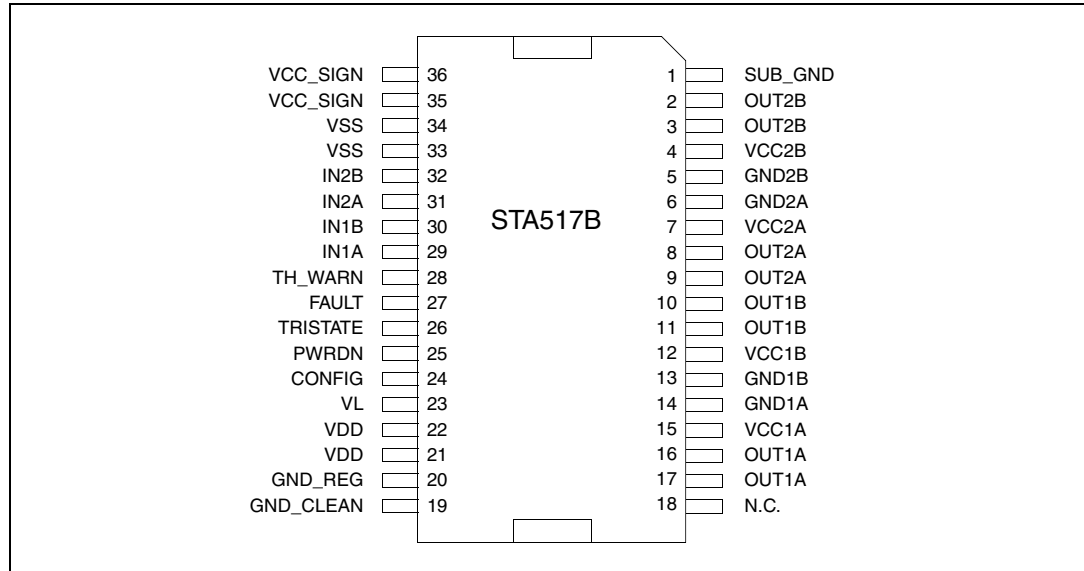 VCC_SIGN 36 1 SUB_GND
VCC_SIGN 35 2 OUT2B
VSS 34 3 OUT2B
VSS 33 4 VCC2B
IN2B 32 5 GND2B
IN2A 31 6 GND2A
STA517B
IN1B 30 7 VCC2A
IN1A 29 8 OUT2A
TH_WARN 28 9 OUT2A
FAULT 27 10 OUT1B
TRISTATE 26 11 OUT1B
PWRDN 25 12 VCC1B
CONFIG 24 13 GND1B
VL 23 14 GND1A
VDD 22 15 VCC1A
VDD 21 16 OUT1A
GND_REG 20 17 OUT1A
GND_CLEAN 19 18 N.C.